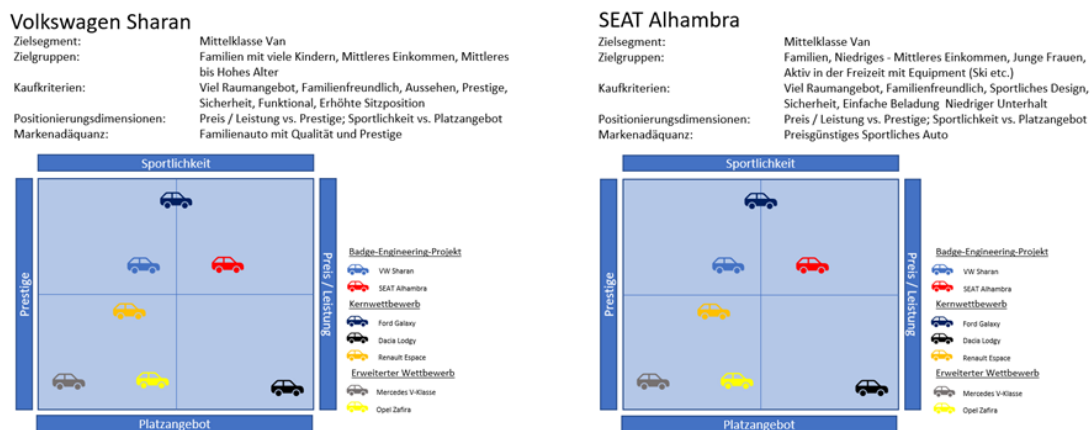 Volkswagen Sharan
Zielsegment: Mittelklasse Van
Zielgruppen: Familien mit viele Kindern, Mittleres Einkommen, Mittleres
bis Hohes Alter
Kaufkriterien: Viel Raumangebot, Familienfreundlich, Aussehen, Prestige,
Sicherheit, Funktional, Erhöhte Sitzposition
Positionierungsdimensionen: Preis / Leistung vs. Prestige; Sportlichkeit vs. Platzangebot
Markenadäquanz: Familienauto mit Qualität und Prestige
Sportlichkeit
Prestige
Preis / Leistung
Platzangebot
Badge-Engineering-Projekt
VW Sharan
SEAT Alhambra
Kernwettbewerb
Ford Galaxy
Dacia Lodgy
Renault Espace
Erweiterter Wettbewerb
Mercedes V-Klasse
Opel Zafira
SEAT Alhambra
Zielsegment: Mittelklasse Van
Zielgruppen: Familien, Niedriges - Mittleres Einkommen, Junge Frauen,
Aktiv in der Freizeit mit Equipment (Ski etc.)
Kaufkriterien: Viel Raumangebot, Familienfreundlich, Sportliches Design,
Sicherheit, Einfache Beladung Niedriger Unterhalt
Positionierungsdimensionen: Preis / Leistung vs. Prestige; Sportlichkeit vs. Platzangebot
Markenadäquanz: Preisgünstiges Sportliches Auto
Sportlichkeit
Prestige
Preis / Leistung
Platzangebot
Badge-Engineering-Projekt
VW Sharan
SEAT Alhambra
Kernwettbewerb
Ford Galaxy
Dacia Lodgy
Renault Espace
Erweiterter Wettbewerb
Mercedes V-Klasse
Opel Zafira